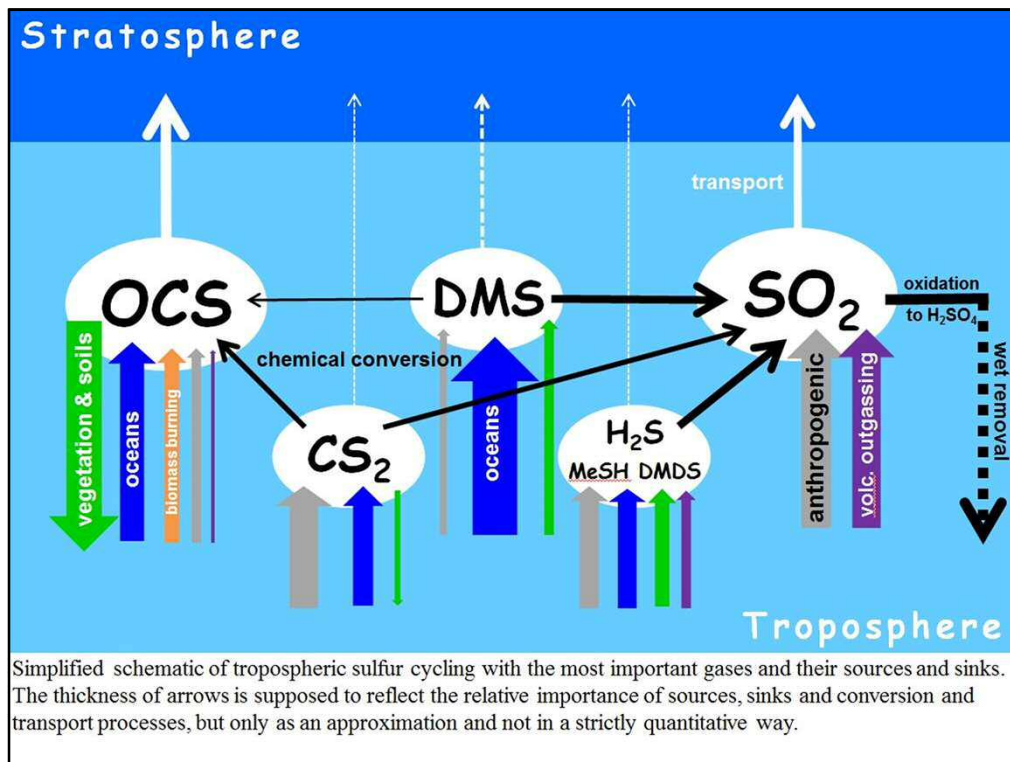 Stratosphere
transport
OCS
DMS
SO₂
oxidation
to H₂SO₄
wet removal
chemical conversion
vegetation & soils
oceans
biomass burning
CS₂
oceans
H₂S
MeSH DMDS
anthropogenic
volc. outgassing
Troposphere
Simplified schematic of tropospheric sulfur cycling with the most important gases and their sources and sinks.
The thickness of arrows is supposed to reflect the relative importance of sources, sinks and conversion and
transport processes, but only as an approximation and not in a strictly quantitative way.